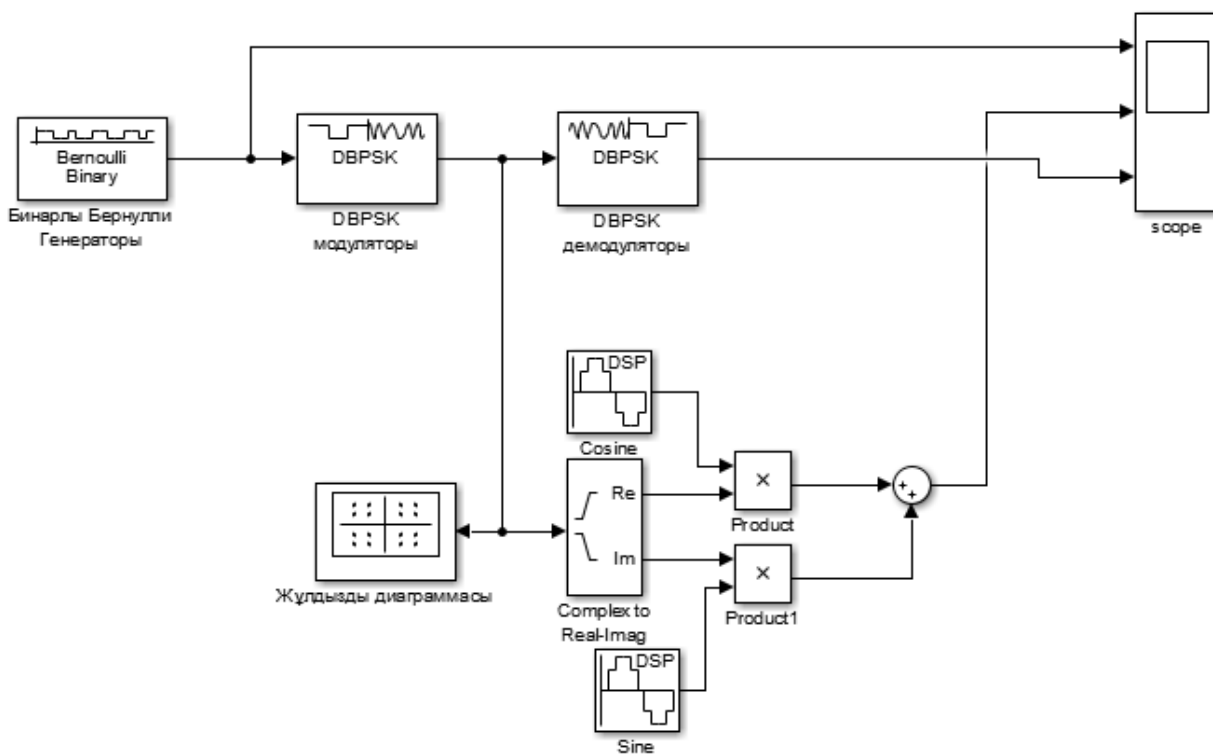 Bernoulli
Binary
Бинарлы Бернулли
Генераторы
DBPSK
DBPSK
модуляторы
DBPSK
DBPSK
демодуляторы
scope
DSP
Cosine
Re
Im
Complex to
Real-Imag
×
Product
×
Product1
+
+
Жұлдызды диаграммасы
DSP
Sine